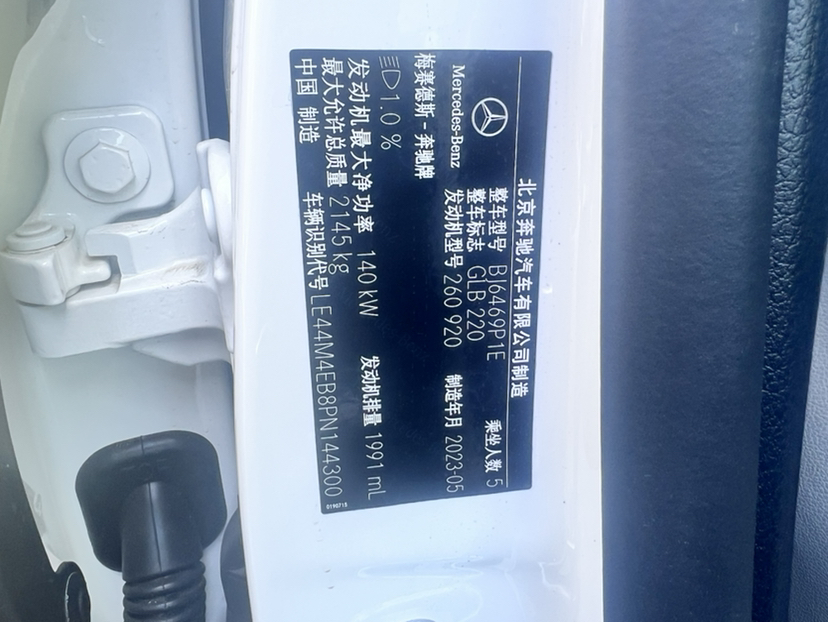 北京奔驰汽车有限公司制造
Mercedes-Benz
梅赛德斯-奔驰牌
整车型号 BJ6469P1E 乘坐人数 5
整车标志 GLB 220
发动机型号 260 920 制造年月 2023-05
1.0 %
发动机最大净功率 140 kW 发动机排量 1991 mL
最大允许总质量 2145 kg
中国 制造 车辆识别代号 LE44M4EB8PN144300